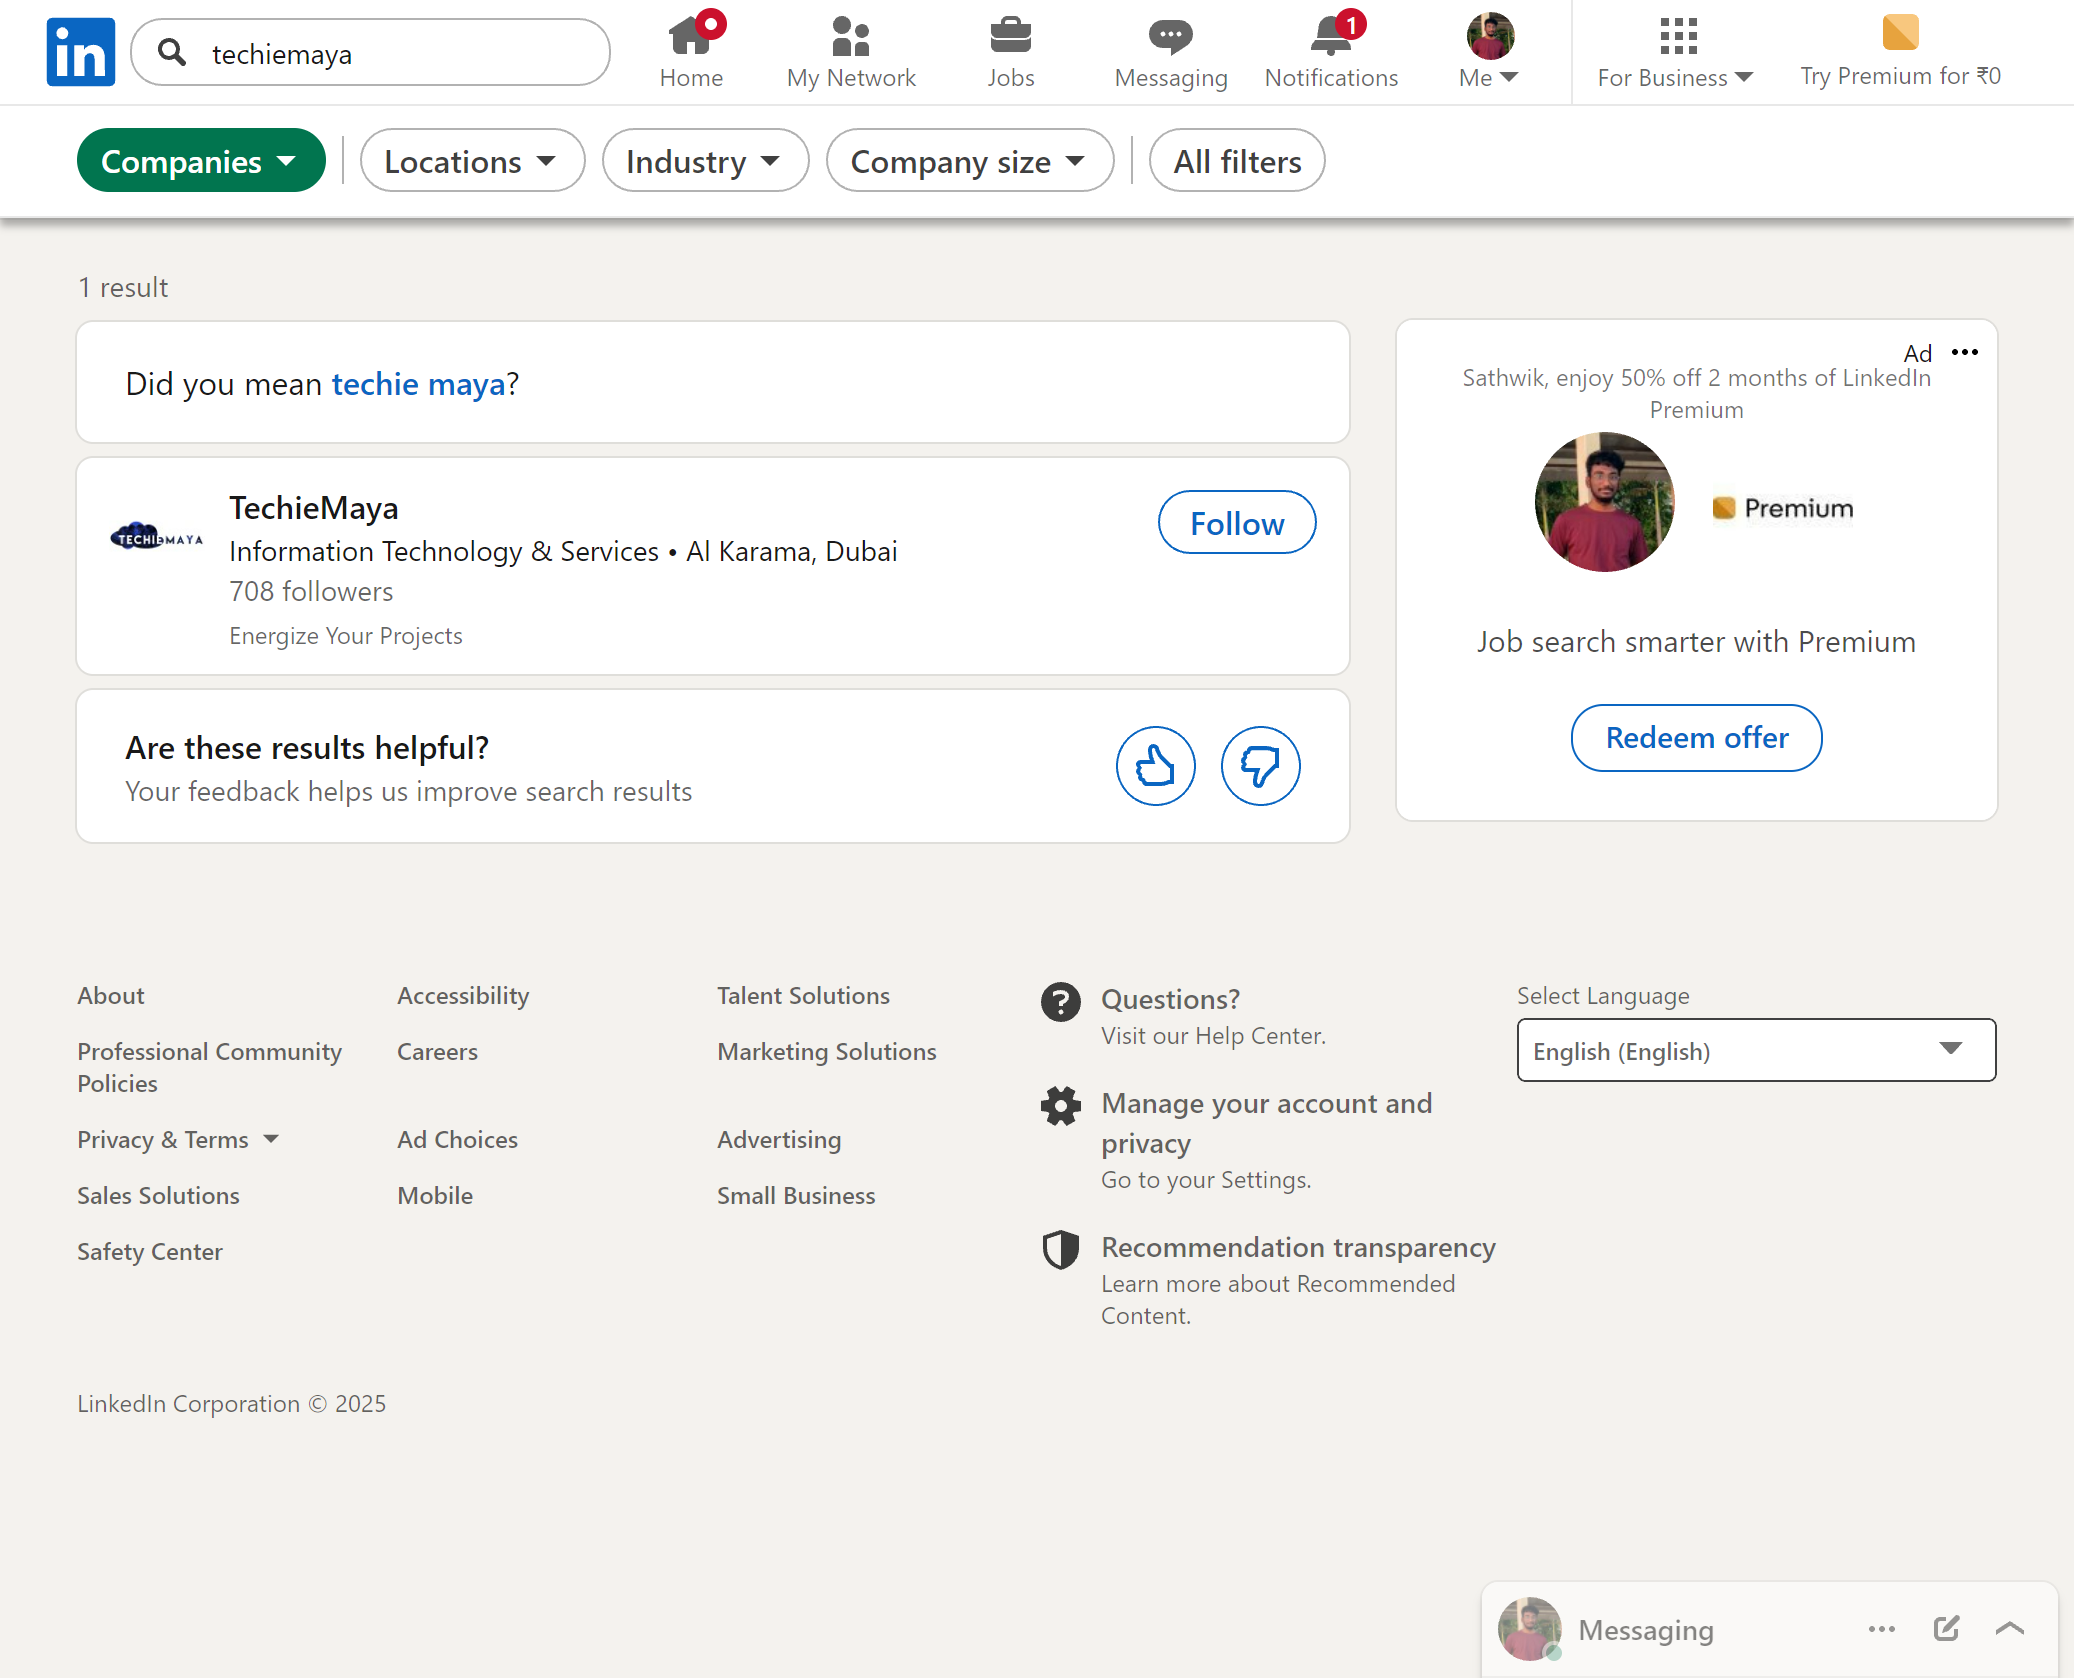 in
techiemaya
Home
My Network
Jobs
Messaging
1
Notifications
Me
For Business
Try Premium for ₹0
Companies
Locations
Industry
Company size
All filters
1 result
Did you mean techie maya?
TECHIEMAYA
TechieMaya
Information Technology & Services • Al Karama, Dubai
708 followers
Energize Your Projects
Follow
Are these results helpful?
Your feedback helps us improve search results
Ad
Sathwik, enjoy 50% off 2 months of LinkedIn
Premium
Premium
Job search smarter with Premium
Redeem offer
About
Accessibility
Talent Solutions
Professional Community
Policies
Careers
Marketing Solutions
Privacy & Terms
Ad Choices
Advertising
Sales Solutions
Mobile
Small Business
Safety Center
Questions?
Visit our Help Center.
Manage your account and
privacy
Go to your Settings.
Recommendation transparency
Learn more about Recommended
Content.
Select Language
English (English)
LinkedIn Corporation © 2025
Messaging